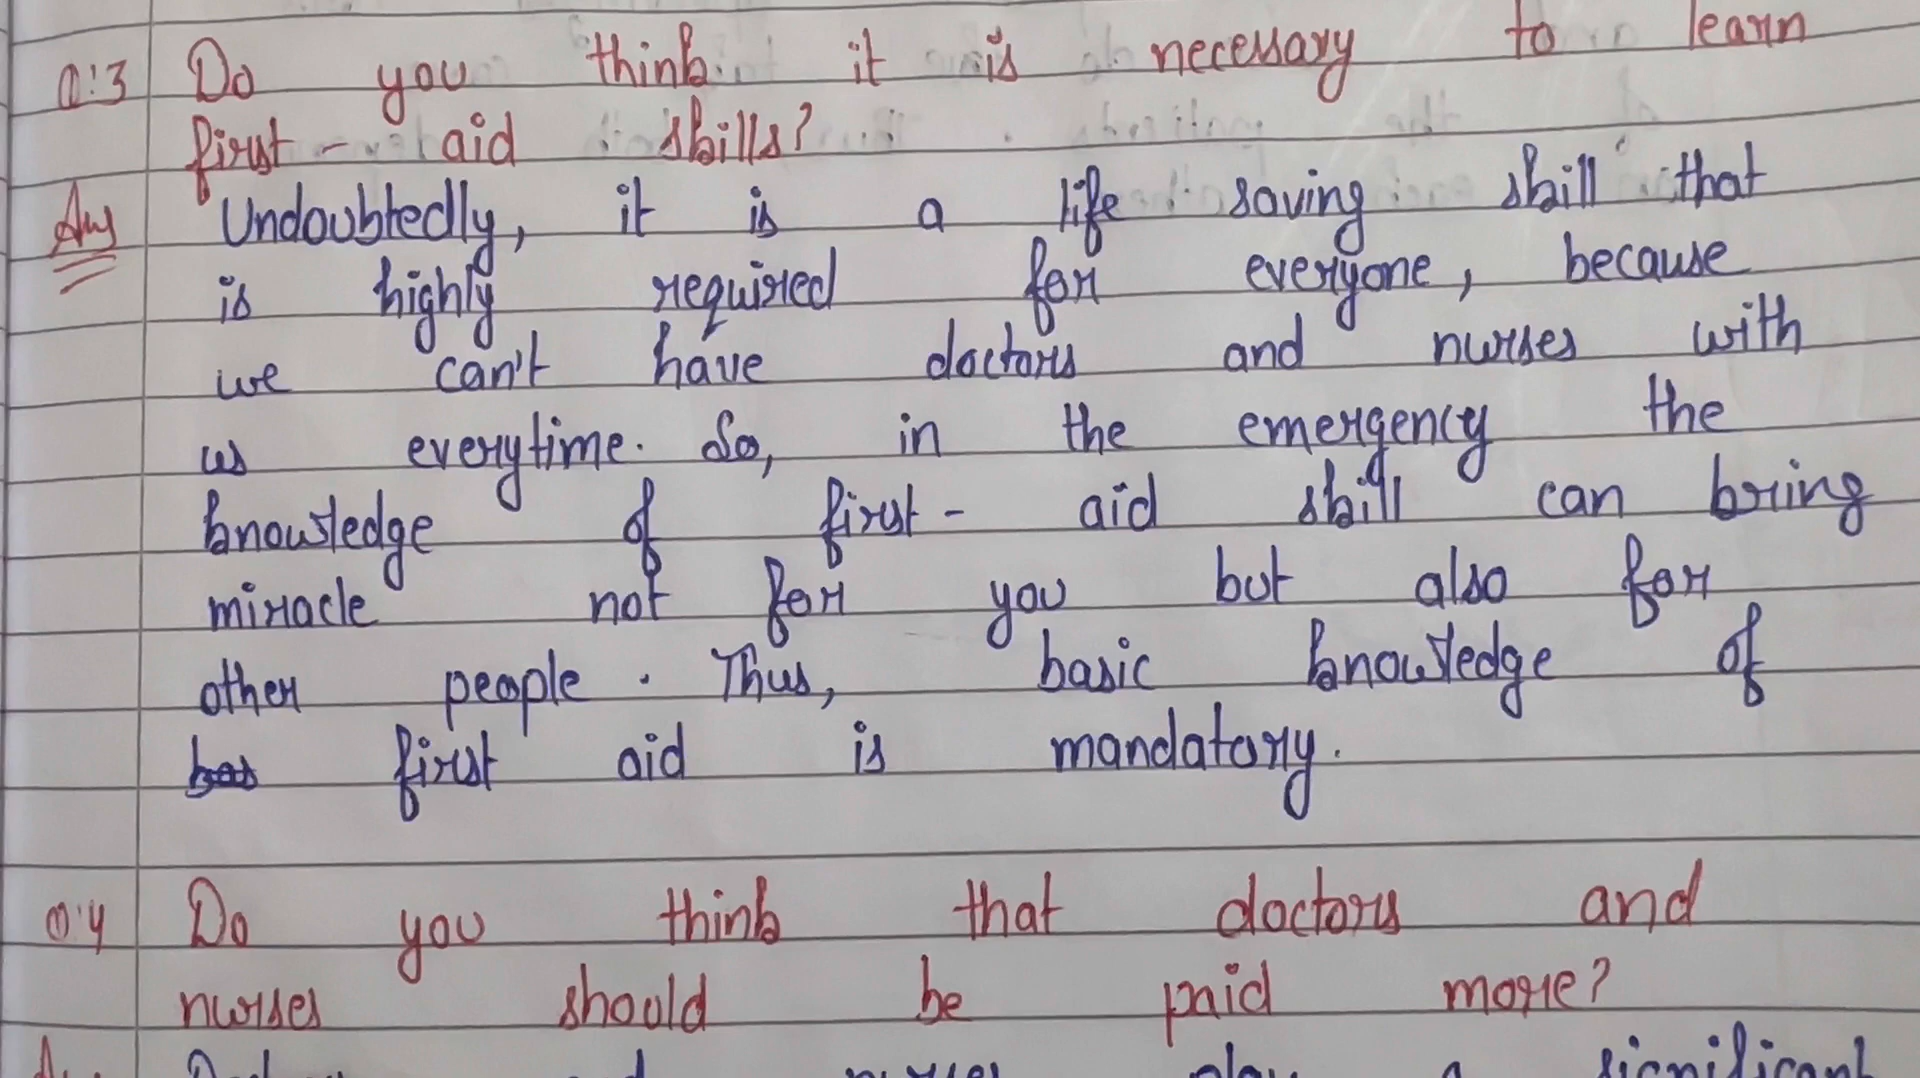 Q:3 Do you think it is necessary to learn
first - aid skills?
Ans Undoubtedly, it is a life saving skill that
is highly required for everyone, because
we can't have doctors and nurses with
us everytime. So, in the emergency the
knowledge of first - aid skill can bring
miracle not for you but also for
other people. Thus, basic knowledge of
first aid is mandatory.
Q:4 Do you think that doctors and
nurses should be paid more?
nurses play a significant